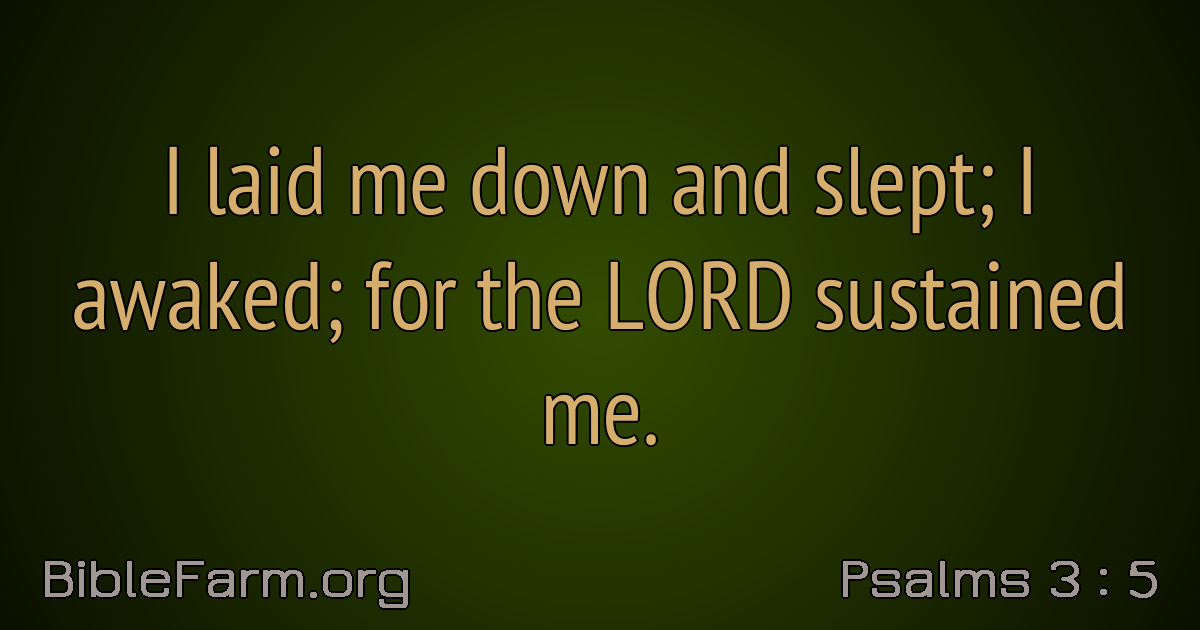 I laid me down and slept; I
awaked; for the LORD sustained
me.
BibleFarm.org
Psalms 3 : 5